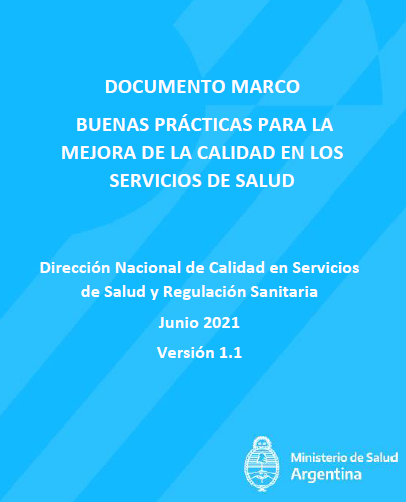 DOCUMENTO MARCO
BUENAS PRÁCTICAS PARA LA
MEJORA DE LA CALIDAD EN LOS
SERVICIOS DE SALUD
Dirección Nacional de Calidad en Servicios
de Salud y Regulación Sanitaria
Junio 2021
Versión 1.1
Ministerio de Salud
Argentina